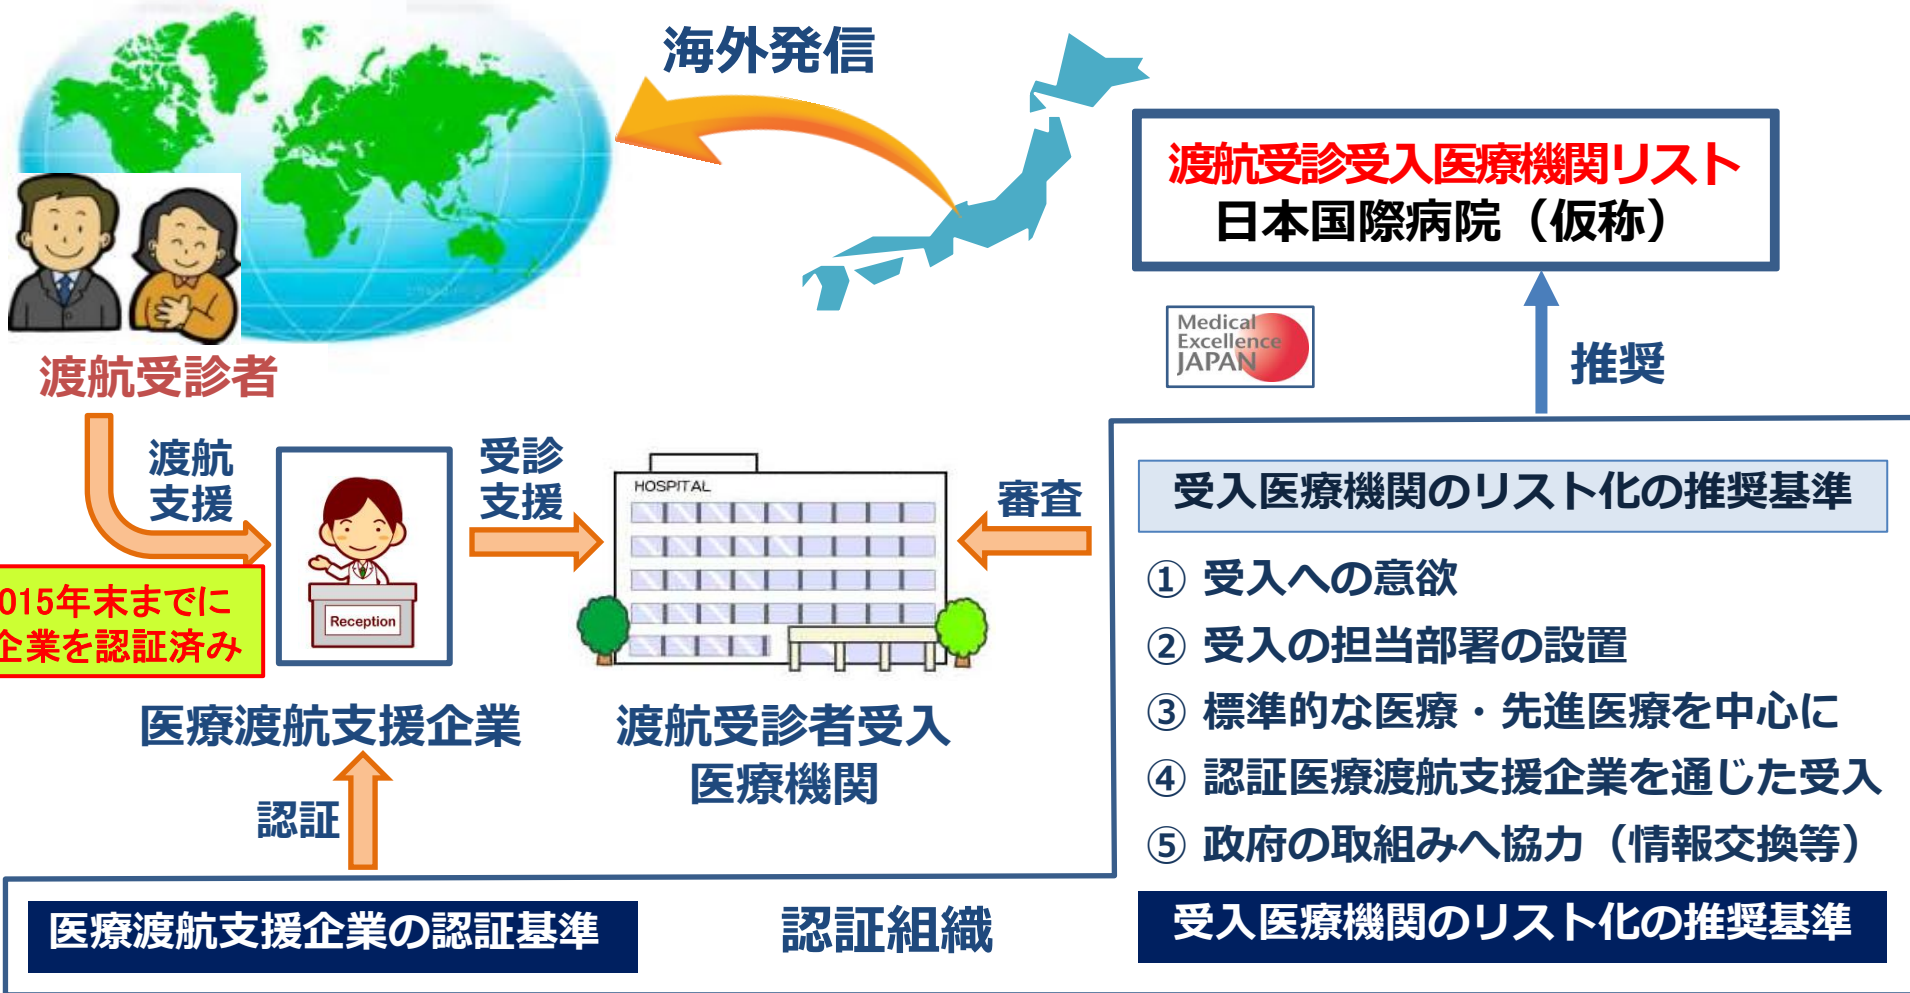 海外発信
渡航受診受入医療機関リスト
日本国際病院（仮称）
Medical
Excellence
JAPAN
推奨
渡航受診者
渡航
支援
受診
支援
HOSPITAL
審査
Reception
015年末までに
企業を認証済み
医療渡航支援企業
渡航受診者受入
医療機関
認証
受入医療機関のリスト化の推奨基準
① 受入への意欲
② 受入の担当部署の設置
③ 標準的な医療・先進医療を中心に
④ 認証医療渡航支援企業を通じた受入
⑤ 政府の取組みへ協力（情報交換等）
医療渡航支援企業の認証基準
認証組織
受入医療機関のリスト化の推奨基準